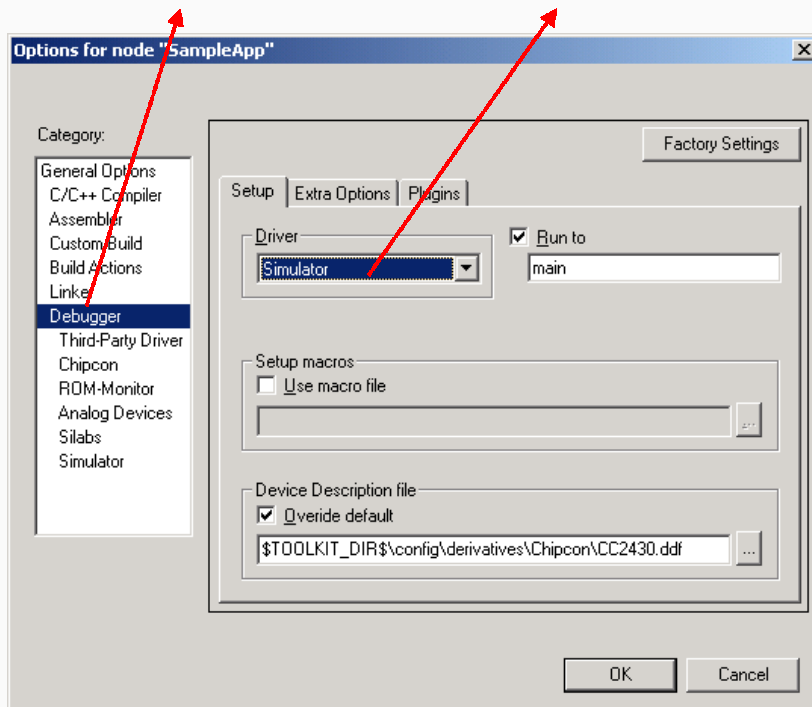 Options for node "SampleApp"
Category:
Factory Settings
General Options
C/C++ Compiler
Assembler
Custom Build
Build Actions
Linker
Debugger
Third-Party Driver
Chipcon
ROM-Monitor
Analog Devices
Silabs
Simulator
Setup
Extra Options
Plugins
Driver
Simulator
Run to
main
Setup macros
Use macro file
...
Device Description file
Overide default
$TOOLKIT_DIR$\config\derivatives\Chipcon\CC2430.ddf
...
OK
Cancel